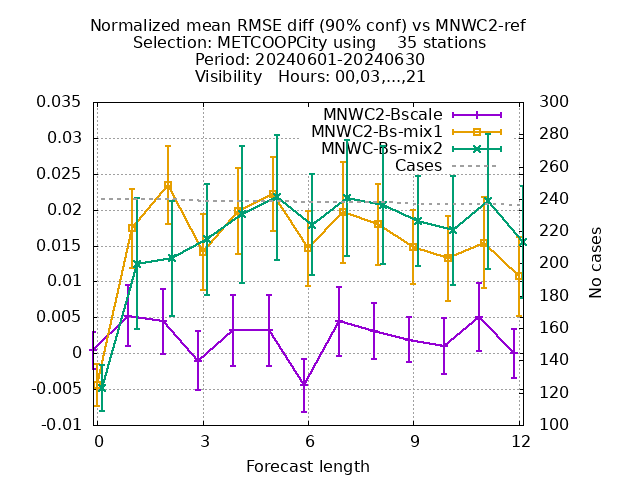 Normalized mean RMSE diff (90% conf) vs MNWC2-ref
Selection: METCOOPCity using    35 stations
Period: 20240601-20240630
Visibility   Hours: 00,03,...,21
MNWC2-Bscale
MNWC2-Bs-mix1
MNWC-Bs-mix2
Cases
0.035
0.03
0.025
0.02
0.015
0.01
0.005
0
-0.005
-0.01
300
280
260
240
220
200
180
160
140
120
100
No cases
0 3 6 9 12
Forecast length